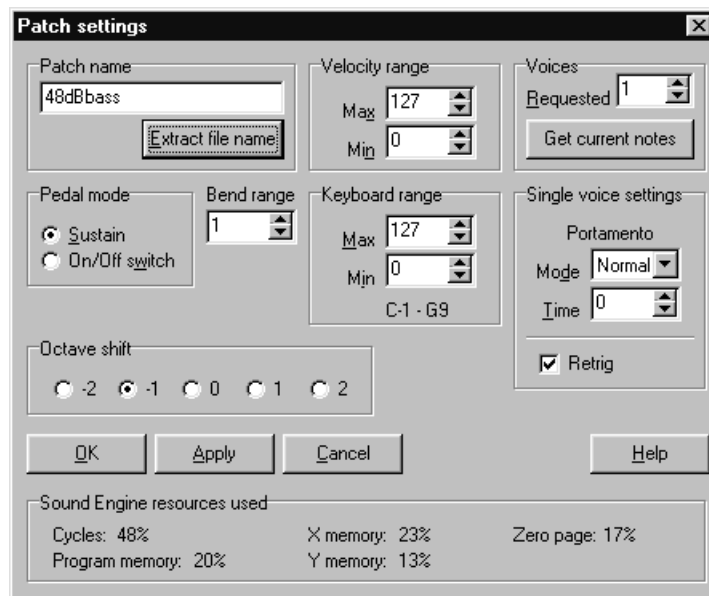 Patch settings
Patch name
48dBbass
Extract file name
Velocity range
Max 127
Min 0
Voices
Requested 1
Get current notes
Pedal mode
Sustain
On/Off switch
Bend range
1
Keyboard range
Max 127
Min 0
C-1 - G9
Single voice settings
Portamento
Mode Normal
Time 0
Retrig
Octave shift
-2 -1 0 1 2
OK Apply Cancel Help
Sound Engine resources used
Cycles: 48% X memory: 23% Zero page: 17%
Program memory: 20% Y memory: 13%